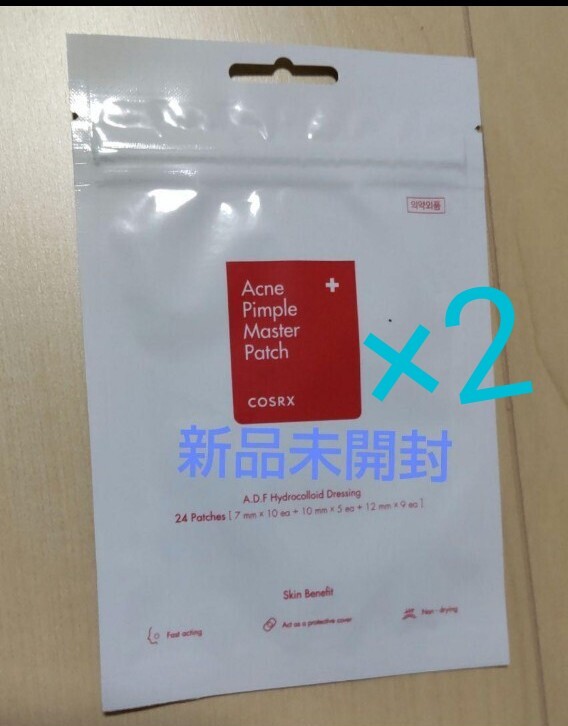 의약외품
Acne
Pimple
Master
Patch
COSRX
×2
新品未開封
A.D.F Hydrocolloid Dressing
24 Patches [ 7 mm × 10 ea + 10 mm × 5 ea + 12 mm × 9 ea ]
Skin Benefit
Fast acting
Act as a protective cover
Non-drying